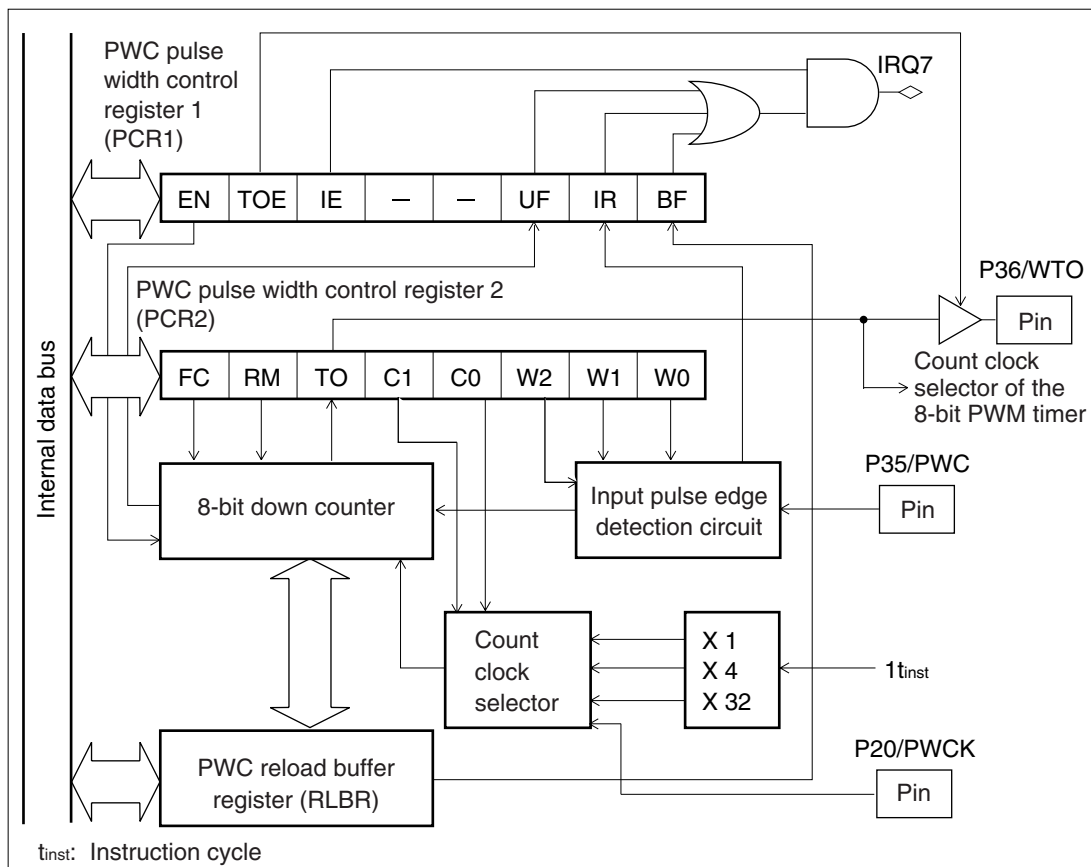 PWC pulse
width control
register 1
(PCR1)
IRQ7
EN TOE IE – – UF IR BF
P36/WTO
Pin
PWC pulse width control register 2
(PCR2)
Count clock
selector of the
8-bit PWM timer
FC RM TO C1 C0 W2 W1 W0
Internal data bus
P35/PWC
Pin
8-bit down counter
Input pulse edge
detection circuit
Count
clock
selector
X 1
X 4
X 32
1tinst
P20/PWCK
Pin
PWC reload buffer
register (RLBR)
tinst: Instruction cycle